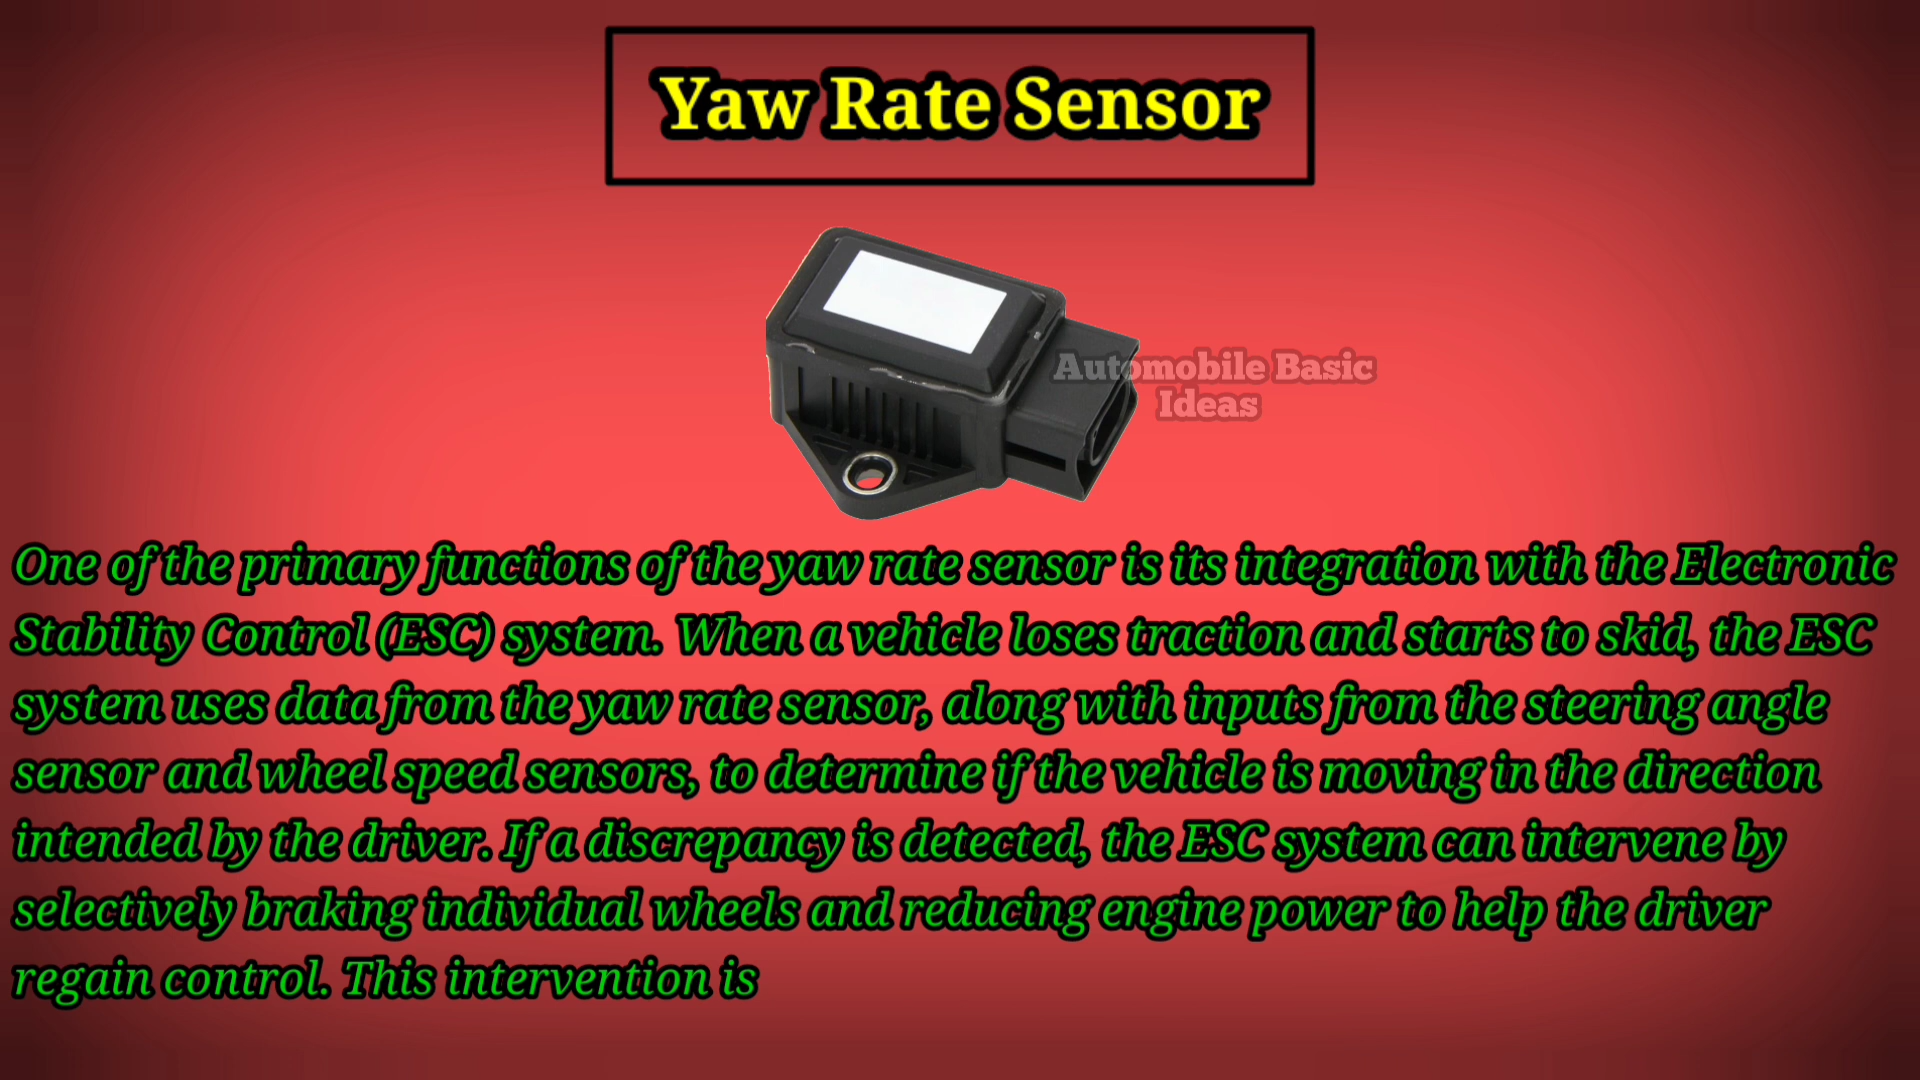 Yaw Rate Sensor
Automobile Basic
Ideas
One of the primary functions of the yaw rate sensor is its integration with the Electronic
Stability Control (ESC) system. When a vehicle loses traction and starts to skid, the ESC
system uses data from the yaw rate sensor, along with inputs from the steering angle
sensor and wheel speed sensors, to determine if the vehicle is moving in the direction
intended by the driver. If a discrepancy is detected, the ESC system can intervene by
selectively braking individual wheels and reducing engine power to help the driver
regain control. This intervention is